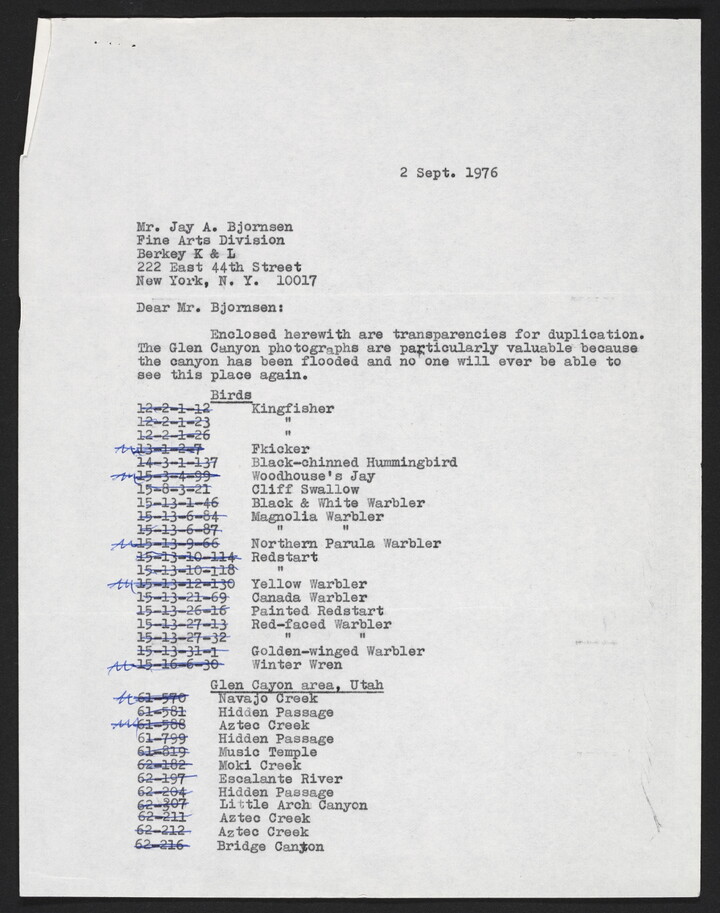 2 Sept. 1976
Mr. Jay A. Bjornsen
Fine Arts Division
Berkey K & L
222 East 44th Street
New York, N. Y. 10017
Dear Mr. Bjornsen:
Enclosed herewith are transparencies for duplication.
The Glen Canyon photographs are particularly valuable because
the canyon has been flooded and no one will ever be able to
see this place again.
Birds
12-2-1-12 Kingfisher
12-2-1-23 "
12-2-1-26 "
13-1-2-7 Fkicker
14-3-1-137 Black-chinned Hummingbird
15-3-4-99 Woodhouse's Jay
15-8-3-21 Cliff Swallow
15-13-1-46 Black & White Warbler
15-13-6-84 Magnolia Warbler
15-13-6-87 " "
15-13-9-66 Northern Parula Warbler
15-13-10-114 Redstart
15-13-10-118 "
15-13-12-130 Yellow Warbler
15-13-21-69 Canada Warbler
15-13-26-16 Painted Redstart
15-13-27-13 Red-faced Warbler
15-13-27-32 " "
15-13-31-1 Golden-winged Warbler
15-16-6-30 Winter Wren
Glen Cayon area, Utah
61-570 Navajo Creek
61-581 Hidden Passage
61-588 Aztec Creek
61-799 Hidden Passage
61-819 Music Temple
62-182 Moki Creek
62-197 Escalante River
62-204 Hidden Passage
62-307 Little Arch Canyon
62-211 Aztec Creek
62-212 Aztec Creek
62-216 Bridge Canyon